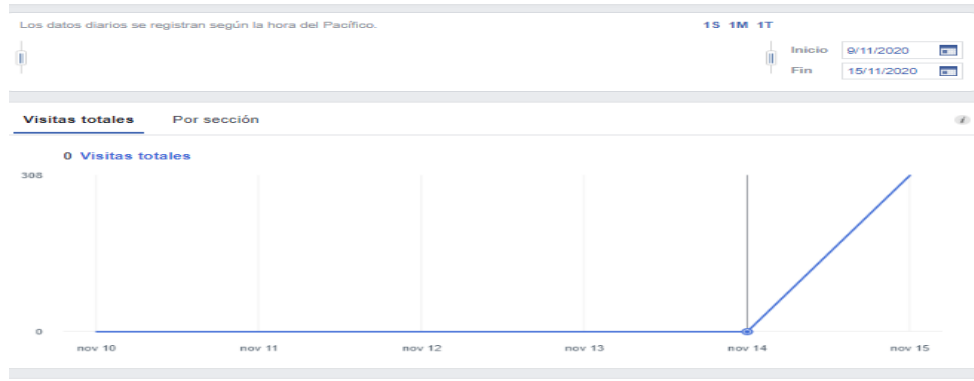 Los datos diarios se registran según la hora del Pacífico.
1S 1M 1T
Inicio 9/11/2020
Fin 15/11/2020
Visitas totales Por sección
0 Visitas totales
308
0
nov 10 nov 11 nov 12 nov 13 nov 14 nov 15